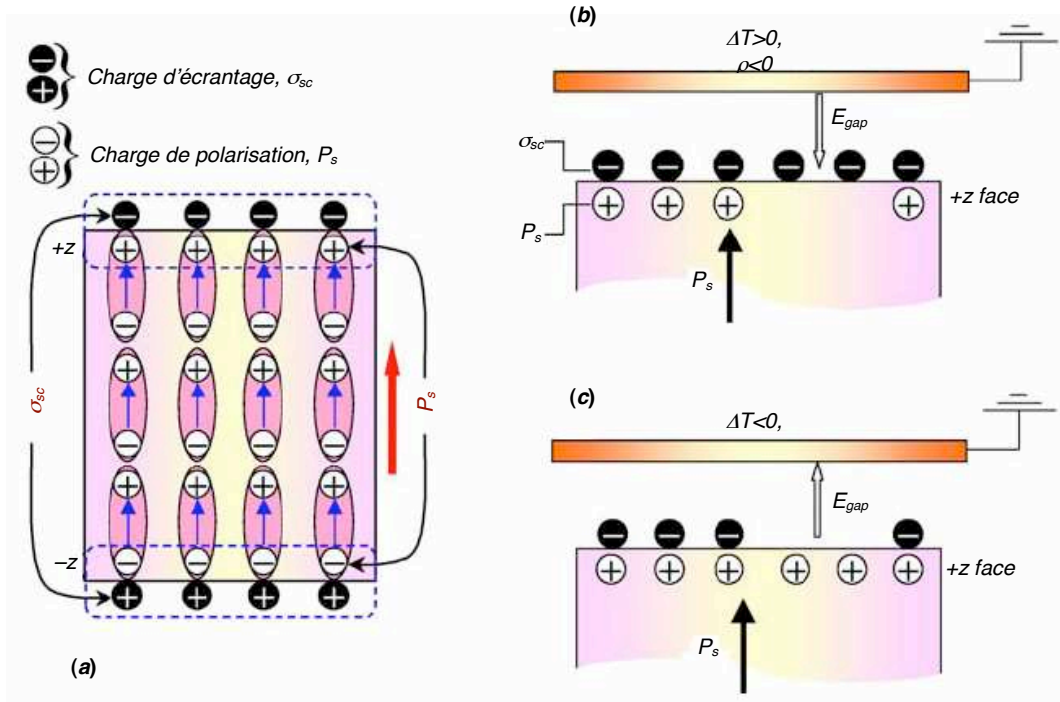 Charge d'écrantage, σsc
Charge de polarisation, Ps
+z
−z
σsc
Ps
(a)
(b)
ΔT>0,
ρ<0
Egap
σsc
Ps
+z face
Ps
(c)
ΔT<0,
Egap
+z face
Ps